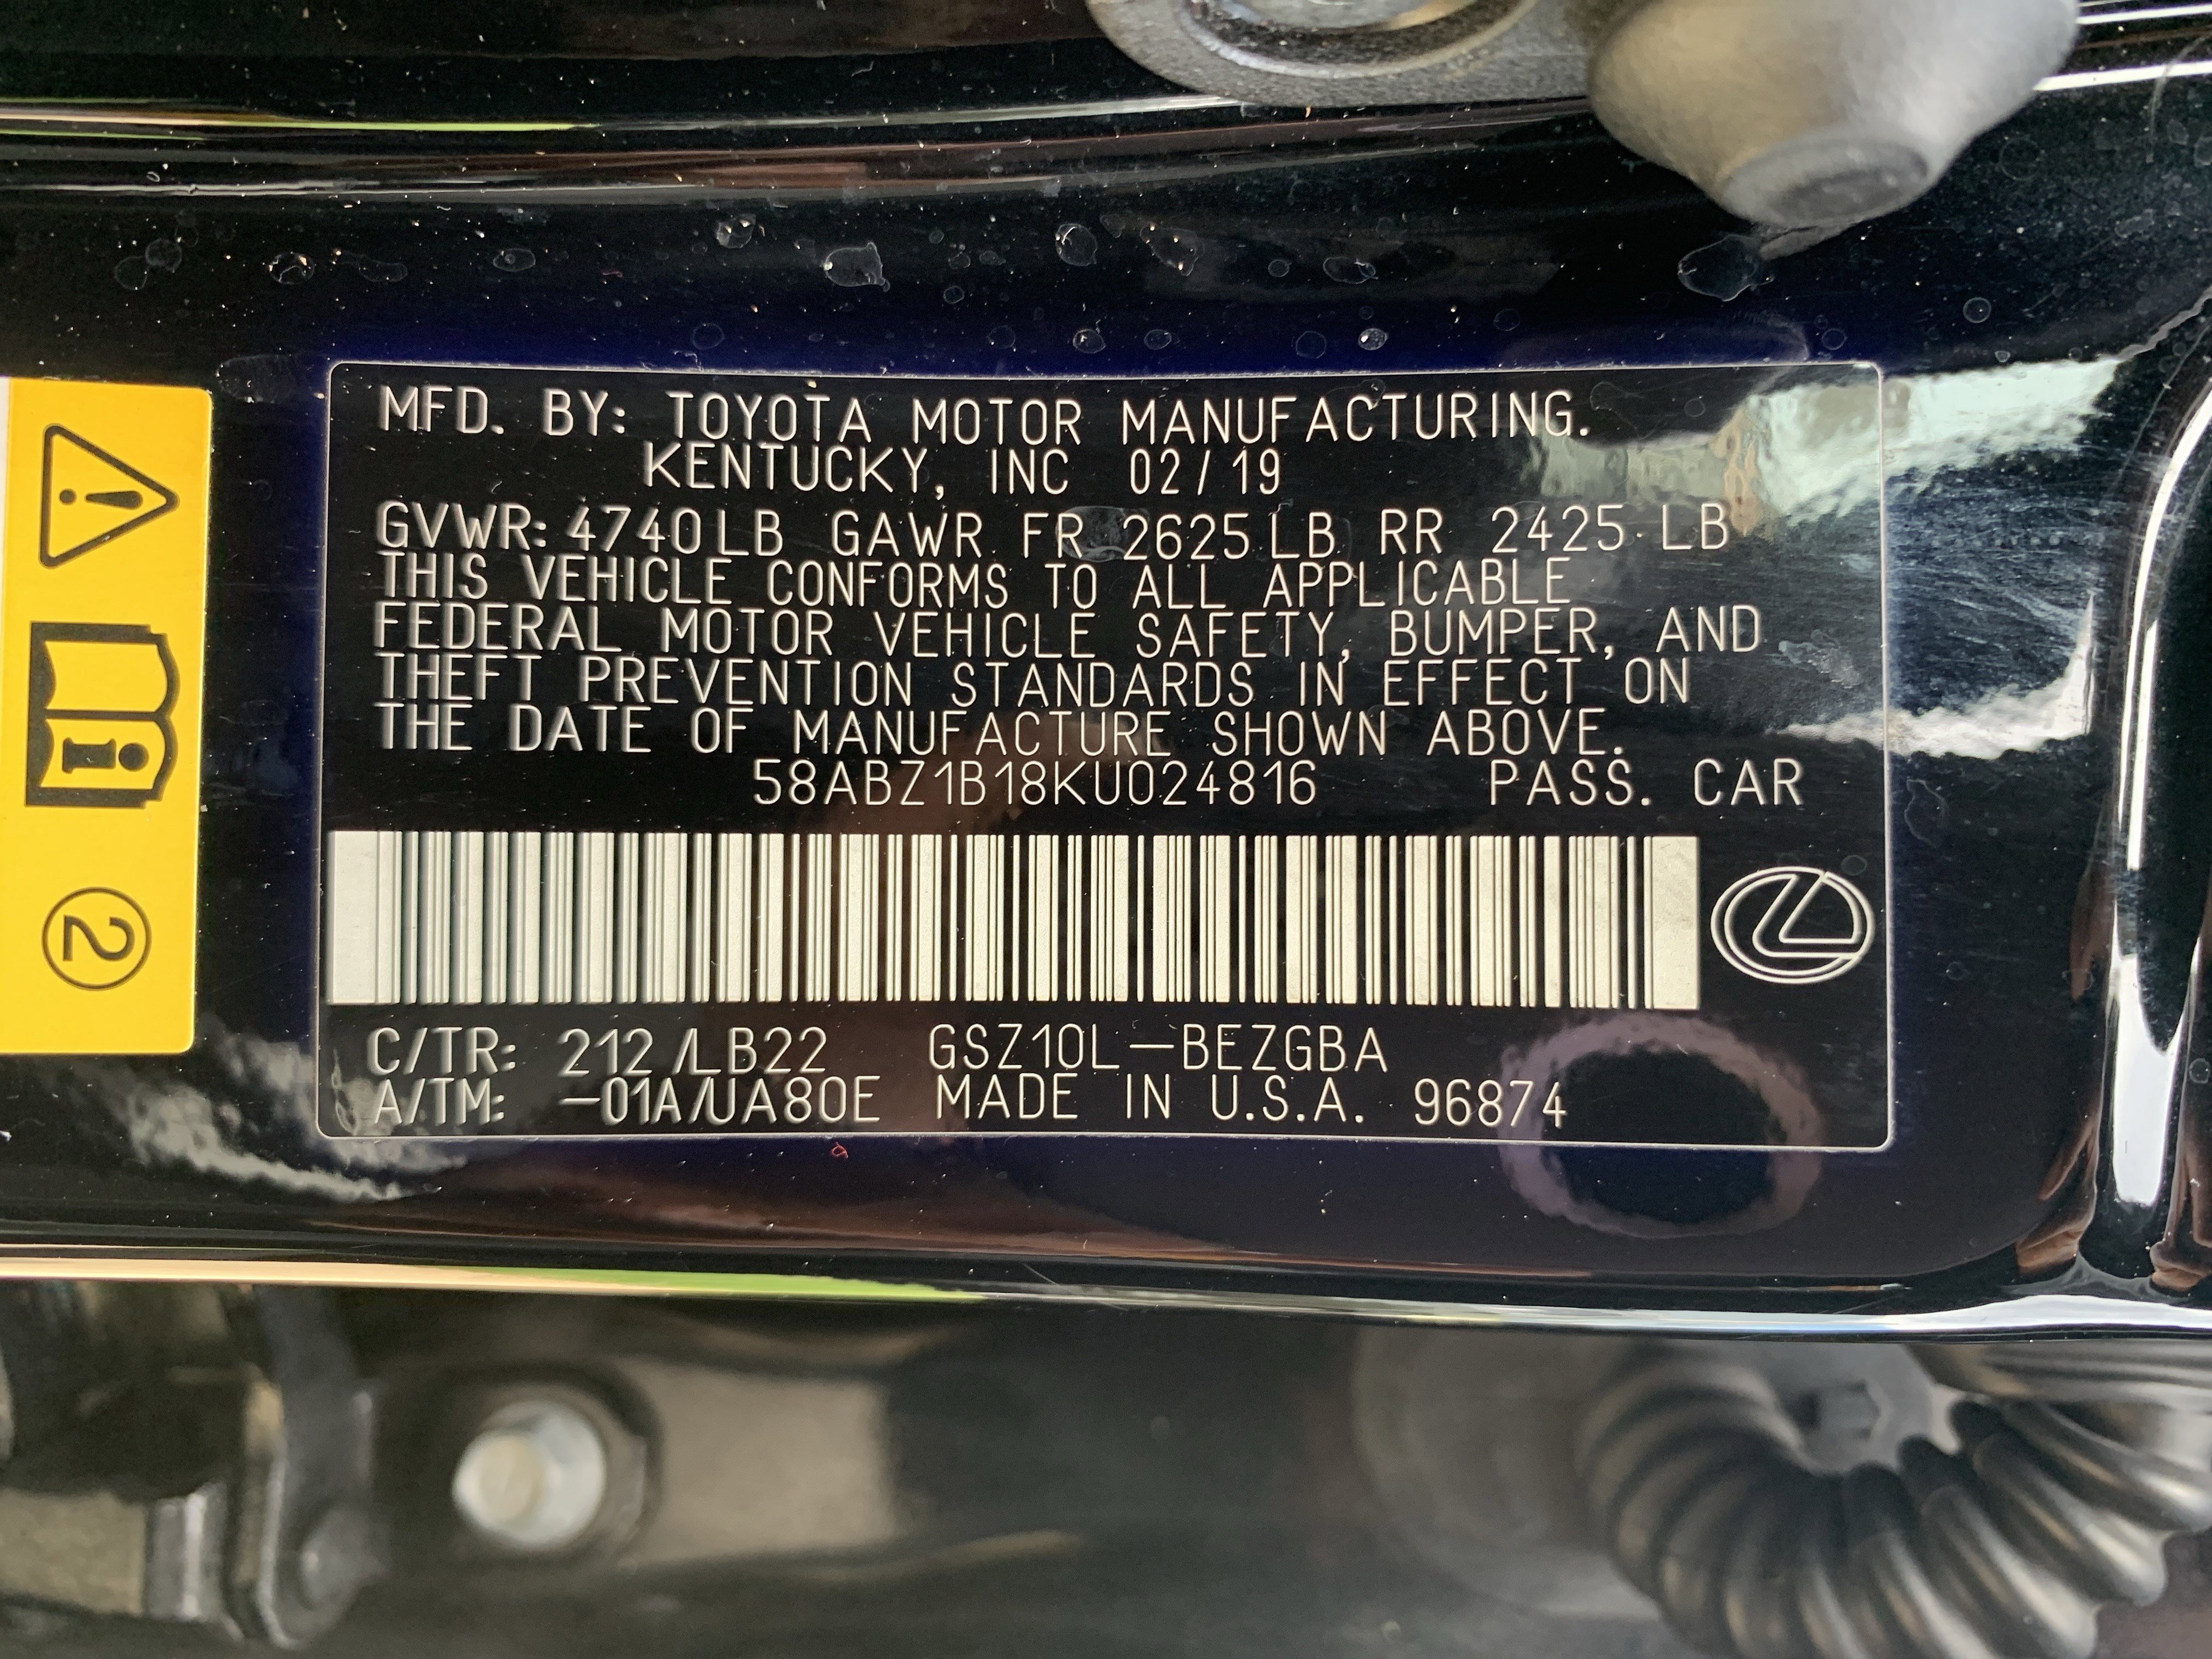 MFD. BY: TOYOTA MOTOR MANUFACTURING.
KENTUCKY, INC 02/19
GVWR: 4740LB GAWR FR 2625 LB RR 2425 LB
THIS VEHICLE CONFORMS TO ALL APPLICABLE
FEDERAL MOTOR VEHICLE SAFETY, BUMPER, AND
THEFT PREVENTION STANDARDS IN EFFECT ON
THE DATE OF MANUFACTURE SHOWN ABOVE.
58ABZ1B18KU024816 PASS. CAR
C/TR: 212/LB22 GSZ10L-BEZGBA
A/TM: -01A/UA80E MADE IN U.S.A. 96874
2